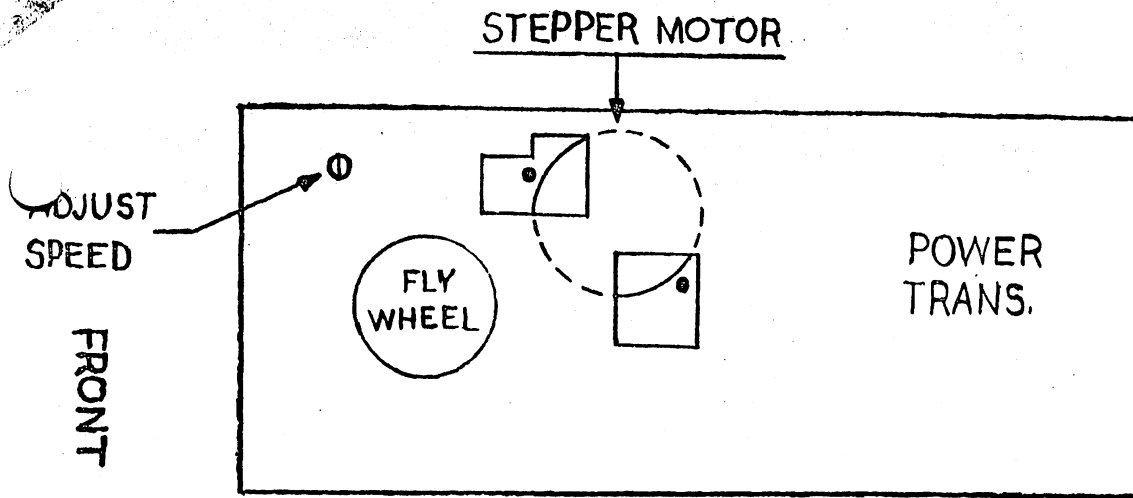 STEPPER MOTOR
ADJUST
SPEED
FLY
WHEEL
POWER
TRANS.
FRONT